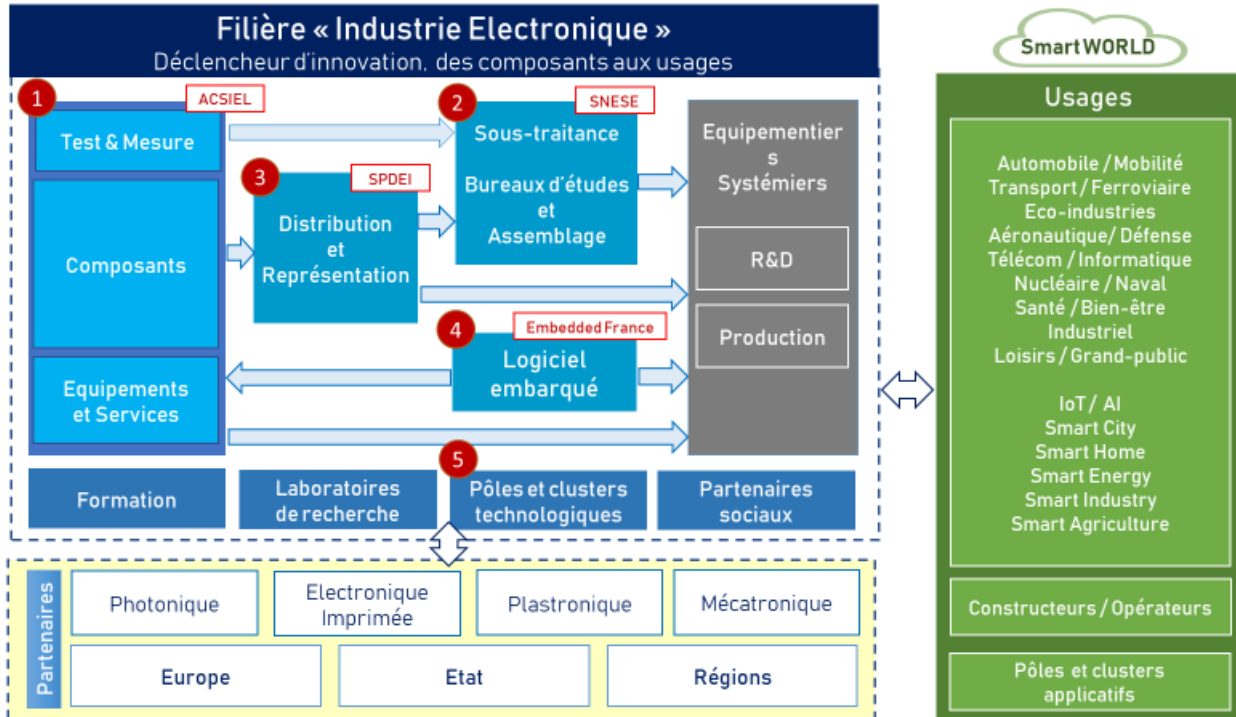 Filière « Industrie Electronique »
Déclencheur d'innovation, des composants aux usages
1
ACSIEL
Test & Mesure
Composants
Equipements
et Services
2
SNESE
Sous-traitance
Bureaux d'études
et
Assemblage
3
SPDEI
Distribution
et
Représentation
4
Embedded France
Logiciel
embarqué
Equipementier
s
Systémiers
R&D
Production
5
Formation
Laboratoires
de recherche
Pôles et clusters
technologiques
Partenaires
sociaux
Partenaires
Photonique
Electronique
Imprimée
Plastronique
Mécatronique
Europe
Etat
Régions
SmartWORLD
Usages
Automobile / Mobilité
Transport / Ferroviaire
Eco-industries
Aéronautique/ Défense
Télécom / Informatique
Nucléaire / Naval
Santé / Bien-être
Industriel
Loisirs / Grand-public
IoT / AI
Smart City
Smart Home
Smart Energy
Smart Industry
Smart Agriculture
Constructeurs / Opérateurs
Pôles et clusters
applicatifs